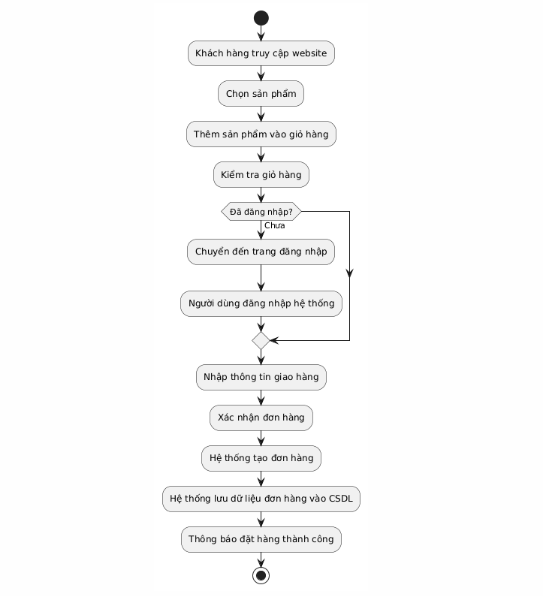 Khách hàng truy cập website
Chọn sản phẩm
Thêm sản phẩm vào giỏ hàng
Kiểm tra giỏ hàng
Đã đăng nhập?
Chưa
Chuyển đến trang đăng nhập
Người dùng đăng nhập hệ thống
Nhập thông tin giao hàng
Xác nhận đơn hàng
Hệ thống tạo đơn hàng
Hệ thống lưu dữ liệu đơn hàng vào CSDL
Thông báo đặt hàng thành công